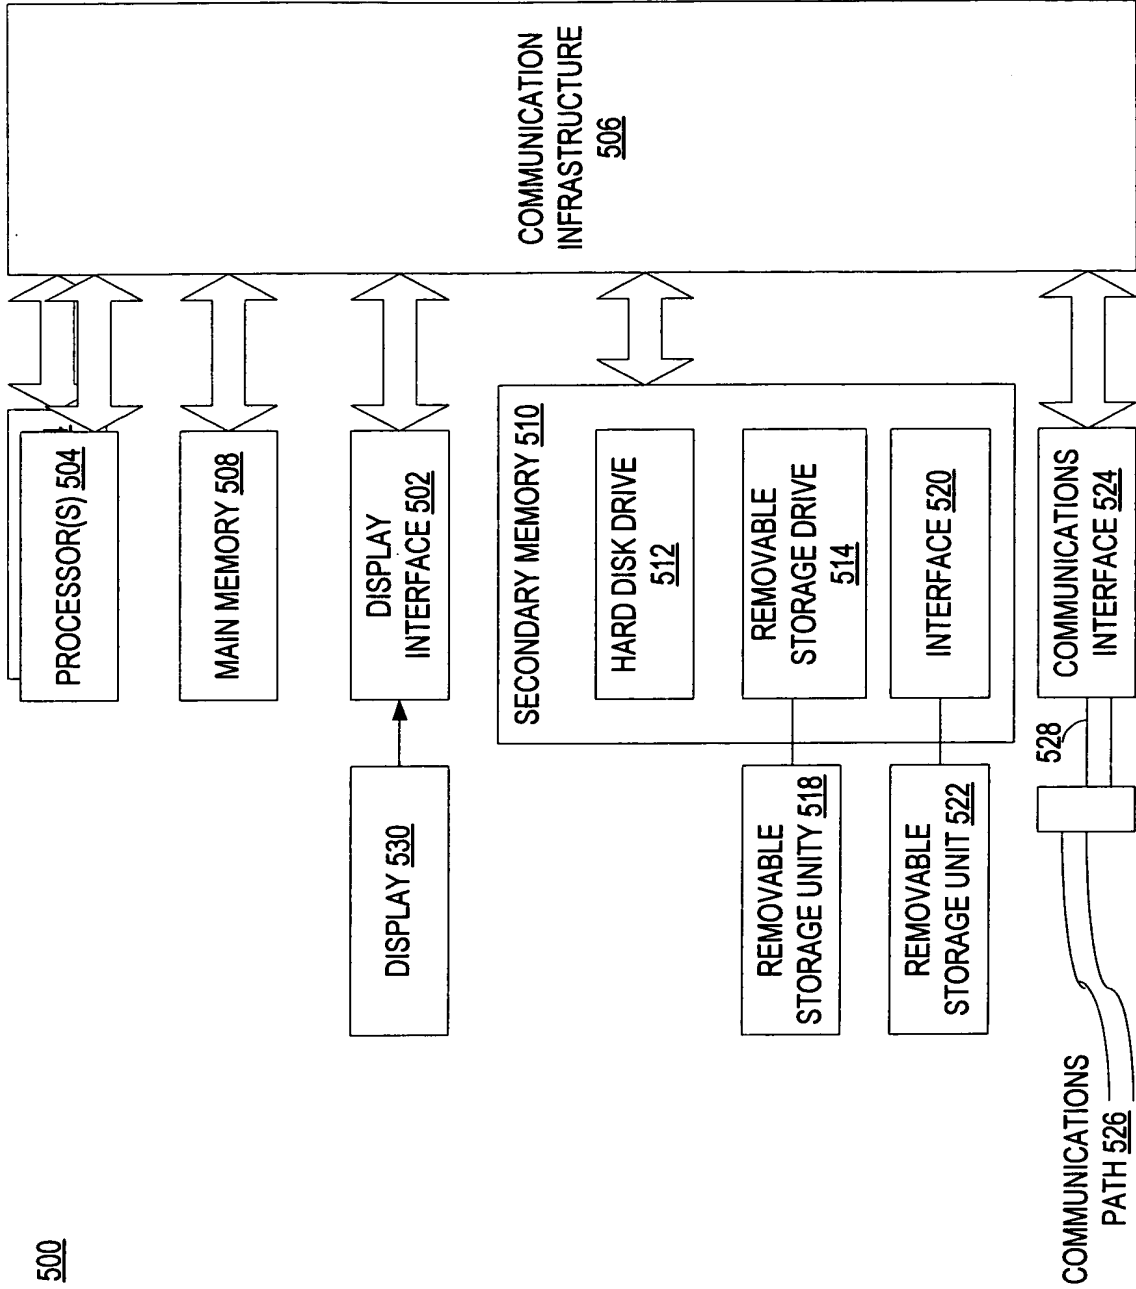 500
COMMUNICATION
INFRASTRUCTURE
506
PROCESSOR(S) 504
MAIN MEMORY 508
DISPLAY
INTERFACE 502
DISPLAY 530
SECONDARY MEMORY 510
HARD DISK DRIVE
512
REMOVABLE
STORAGE DRIVE
514
INTERFACE 520
REMOVABLE
STORAGE UNITY 518
REMOVABLE
STORAGE UNIT 522
COMMUNICATIONS
INTERFACE 524
528
COMMUNICATIONS
PATH 526